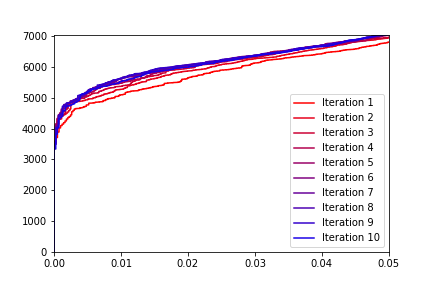 7000
6000
5000
4000
3000
2000
1000
0
0.00 0.01 0.02 0.03 0.04 0.05
Iteration 1
Iteration 2
Iteration 3
Iteration 4
Iteration 5
Iteration 6
Iteration 7
Iteration 8
Iteration 9
Iteration 10